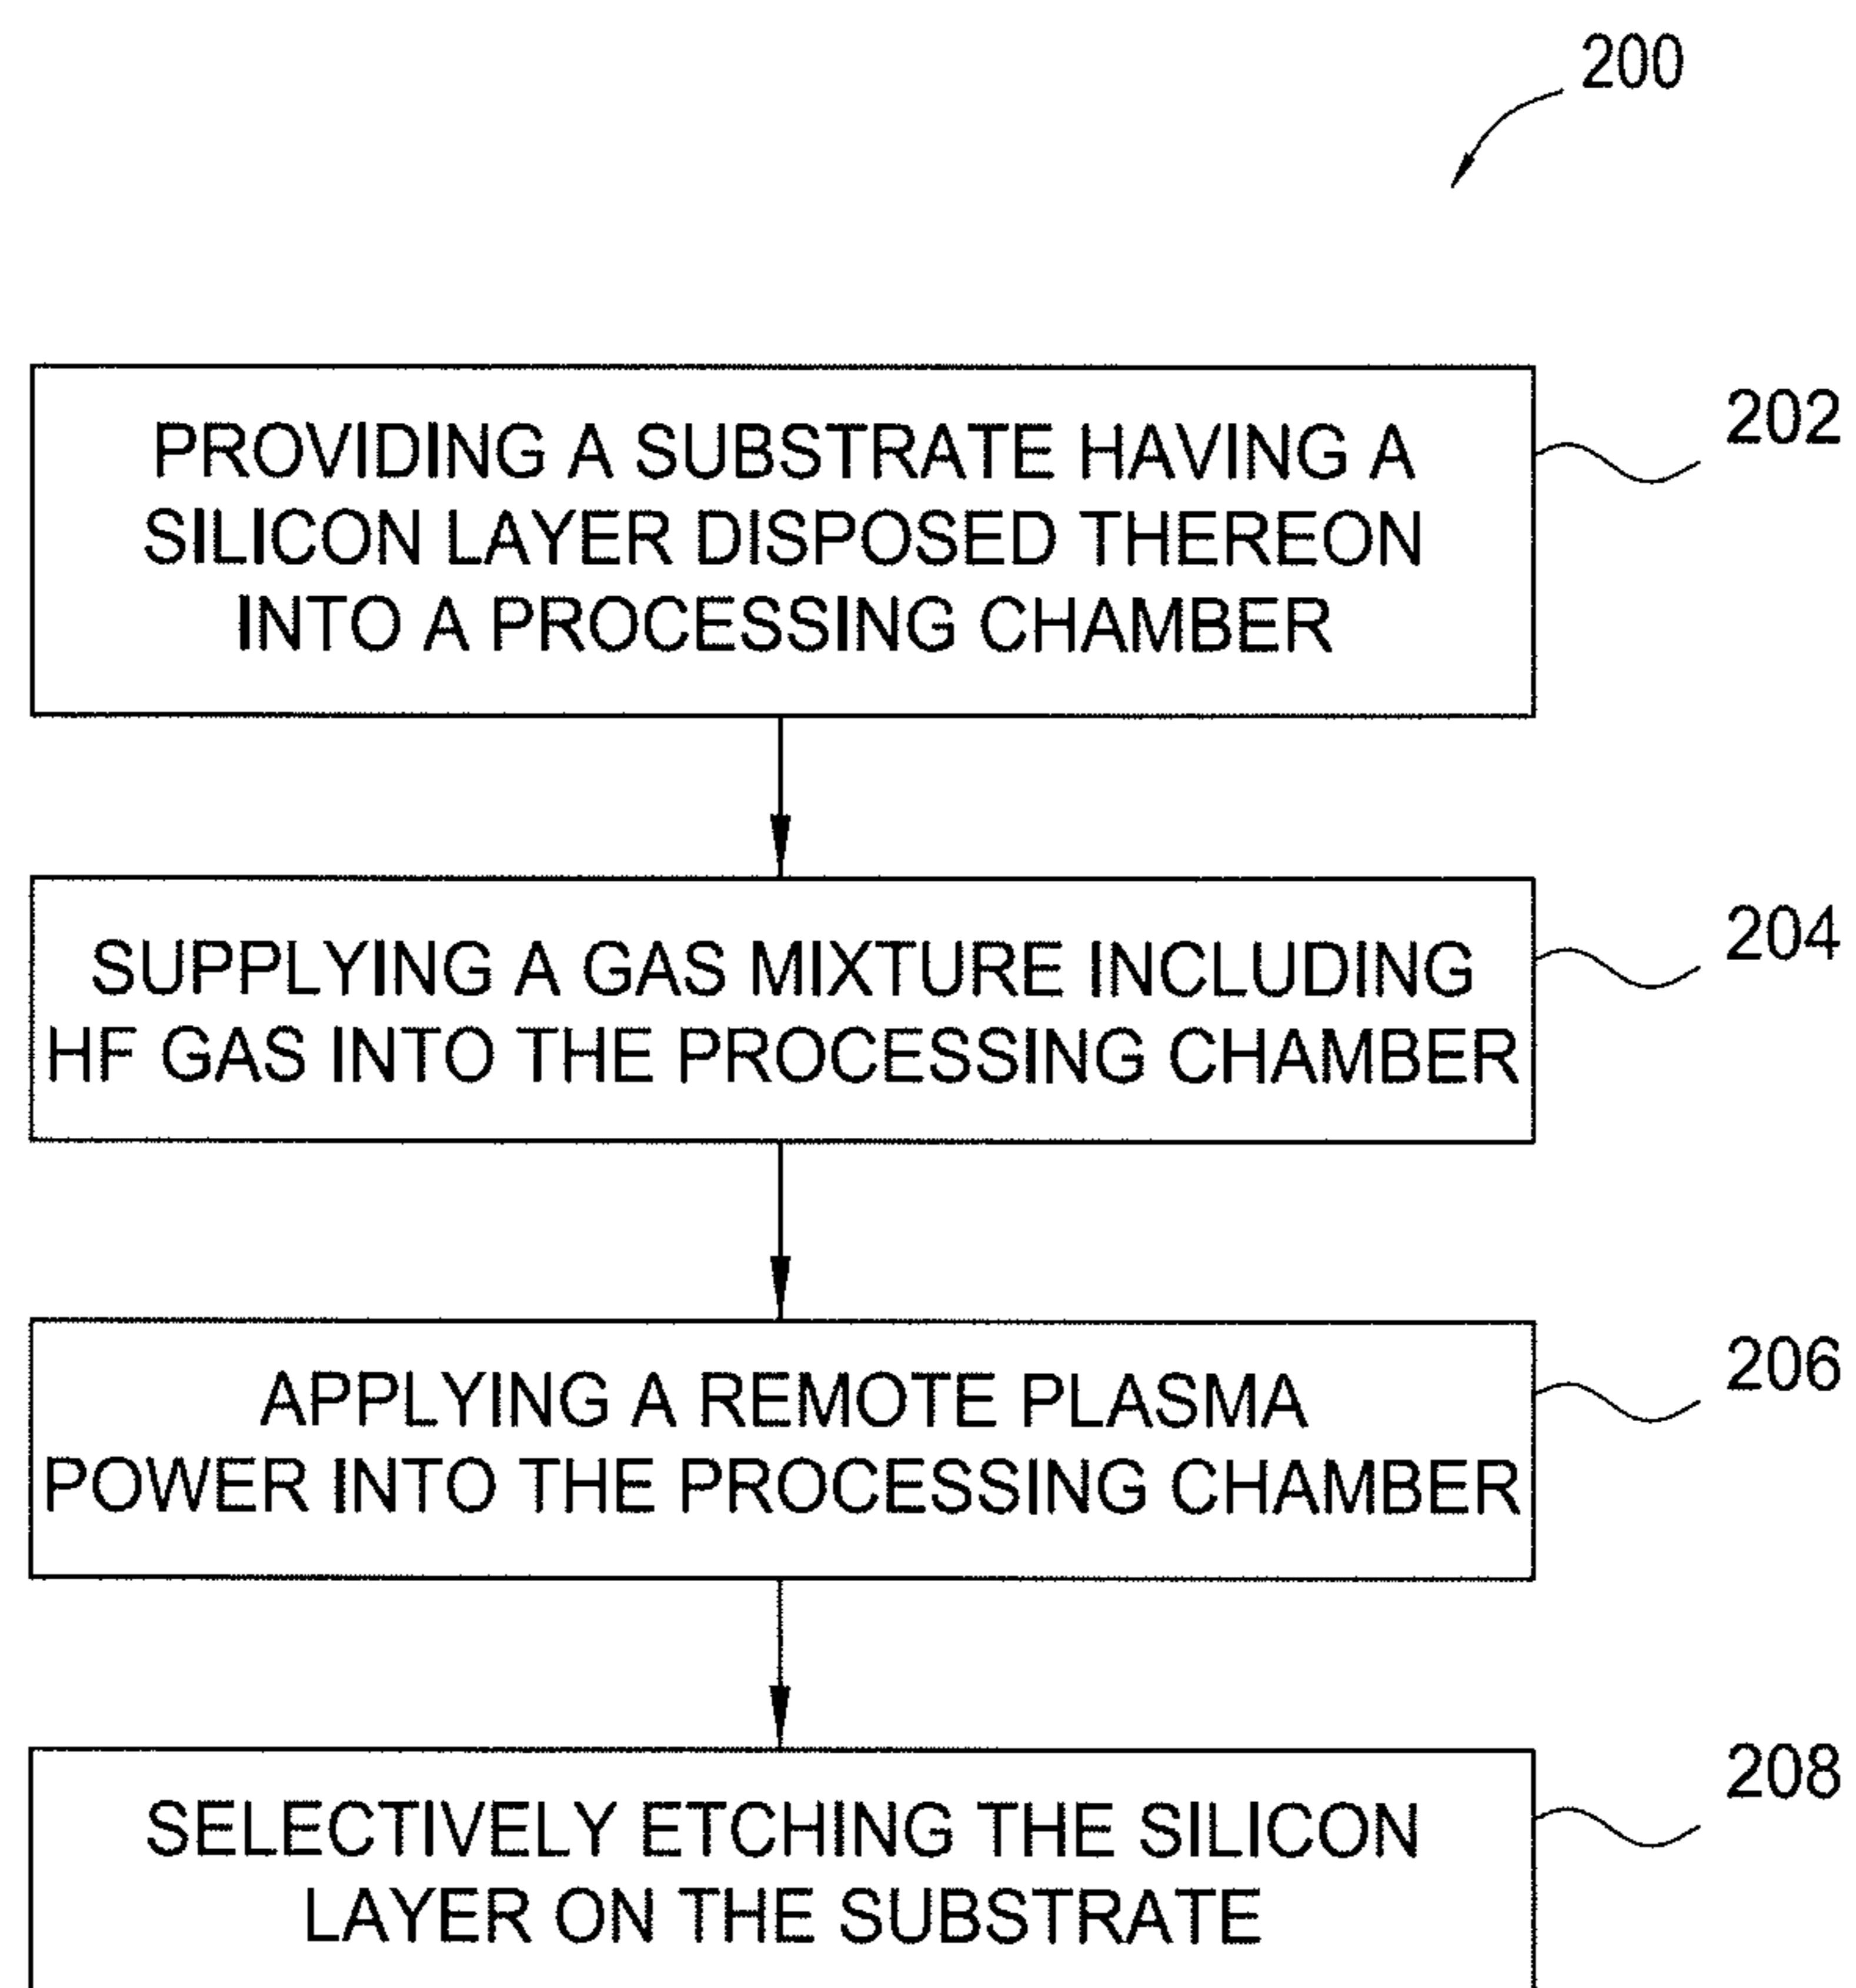 200
PROVIDING A SUBSTRATE HAVING A
SILICON LAYER DISPOSED THEREON
INTO A PROCESSING CHAMBER
202
SUPPLYING A GAS MIXTURE INCLUDING
HF GAS INTO THE PROCESSING CHAMBER
204
APPLYING A REMOTE PLASMA
POWER INTO THE PROCESSING CHAMBER
206
SELECTIVELY ETCHING THE SILICON
LAYER ON THE SUBSTRATE
208